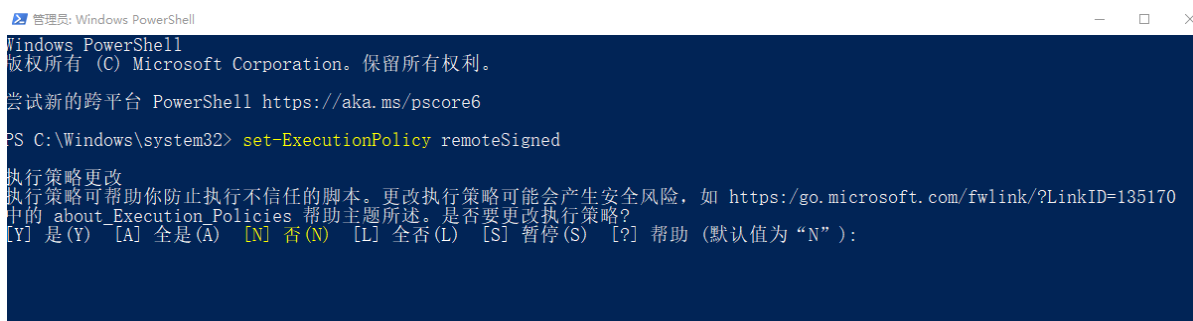 管理员: Windows PowerShell
Windows PowerShell
版权所有 (C) Microsoft Corporation。保留所有权利。
尝试新的跨平台 PowerShell https://aka.ms/pscore6
PS C:\Windows\system32> set-ExecutionPolicy remoteSigned
执行策略更改
执行策略可帮助你防止执行不信任的脚本。更改执行策略可能会产生安全风险，如 https:/go.microsoft.com/fwlink/?LinkID=135170
中的 about_Execution_Policies 帮助主题所述。是否要更改执行策略?
[Y] 是(Y)  [A] 全是(A)  [N] 否(N)  [L] 全否(L)  [S] 暂停(S)  [?] 帮助 (默认值为“N”):